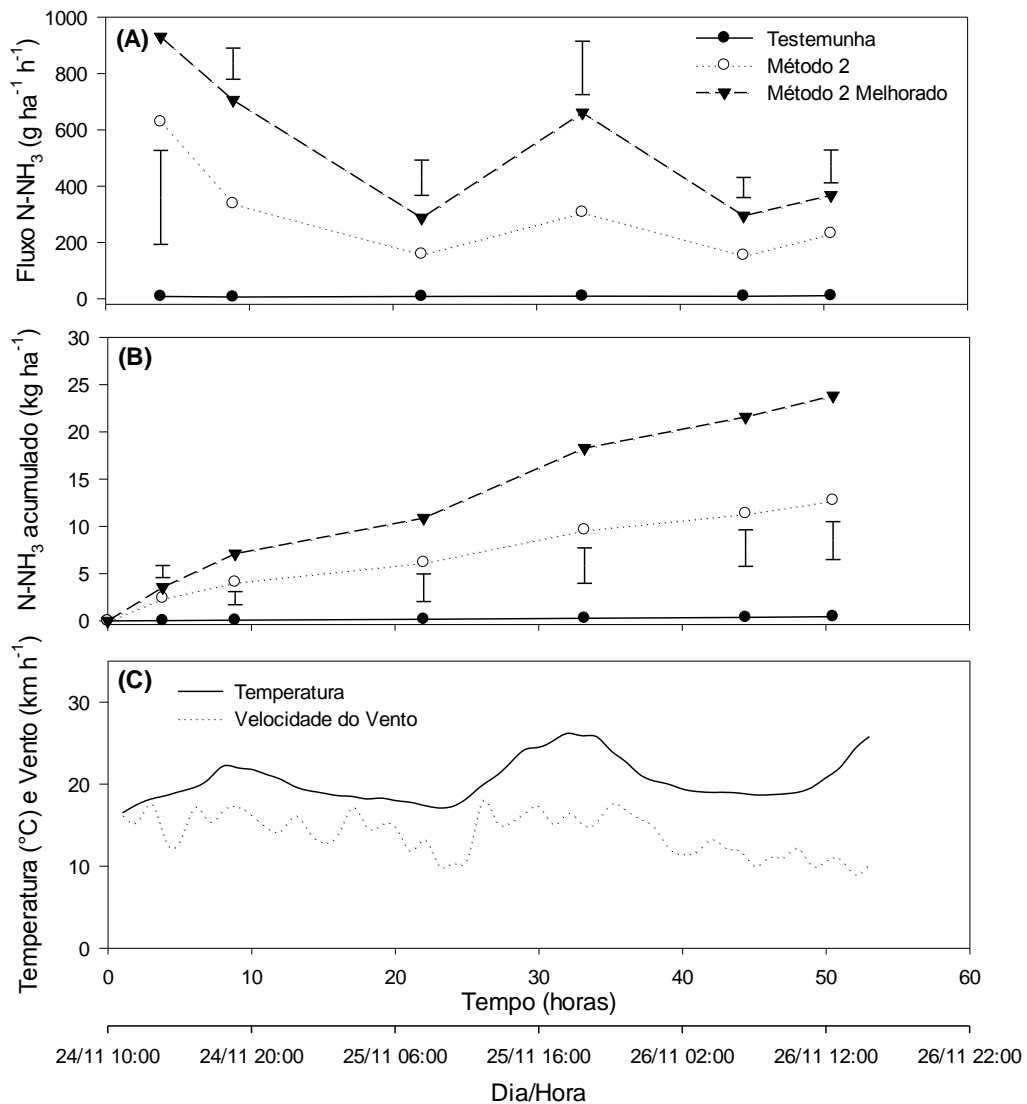 (A)
Testemunha
Método 2
Método 2 Melhorado
Fluxo N-NH3 (g ha-1 h-1)
1000
800
600
400
200
0
(B)
N-NH3 acumulado (kg ha-1)
30
25
20
15
10
5
0
(C)
Temperatura
Velocidade do Vento
Temperatura (°C) e Vento (km h-1)
30
20
10
0
0 10 20 30 40 50 60
Tempo (horas)
24/11 10:00 24/11 20:00 25/11 06:00 25/11 16:00 26/11 02:00 26/11 12:00 26/11 22:00
Dia/Hora